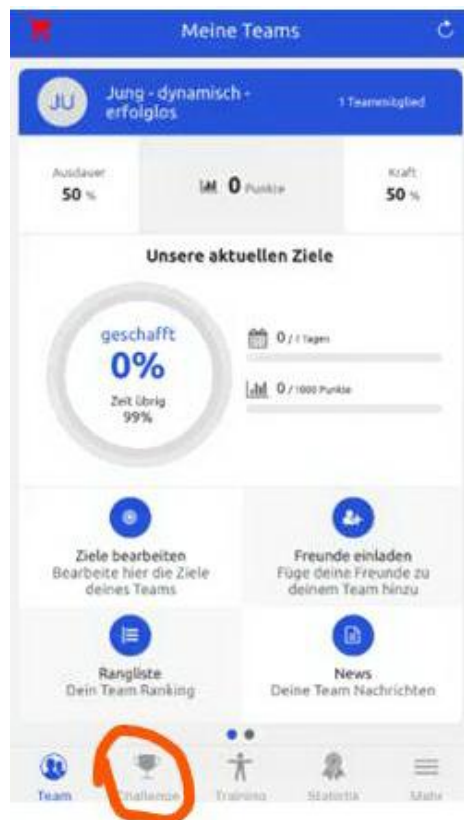 Meine Teams
JU
Jung - dynamisch -
erfolglos
1 Teammitglied
Ausdauer
50 %
0 Punkte
Kraft
50 %
Unsere aktuellen Ziele
geschafft
0%
Zeit übrig
99%
0 / 7 Tagen
0 / 1000 Punkte
Ziele bearbeiten
Bearbeite hier die Ziele
deines Teams
Freunde einladen
Füge deine Freunde zu
deinem Team hinzu
Rangliste
Dein Team Ranking
News
Deine Team Nachrichten
Team
Challenge
Training
Statistik
Mehr